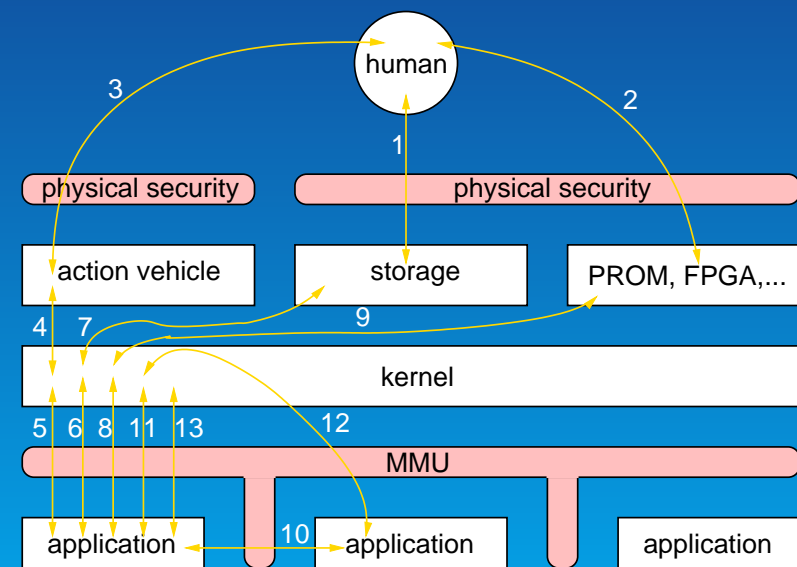 human
3
2
1
physical security
physical security
action vehicle
storage
PROM, FPGA,...
4
7
9
kernel
5
6
8
11
13
12
MMU
10
application
application
application